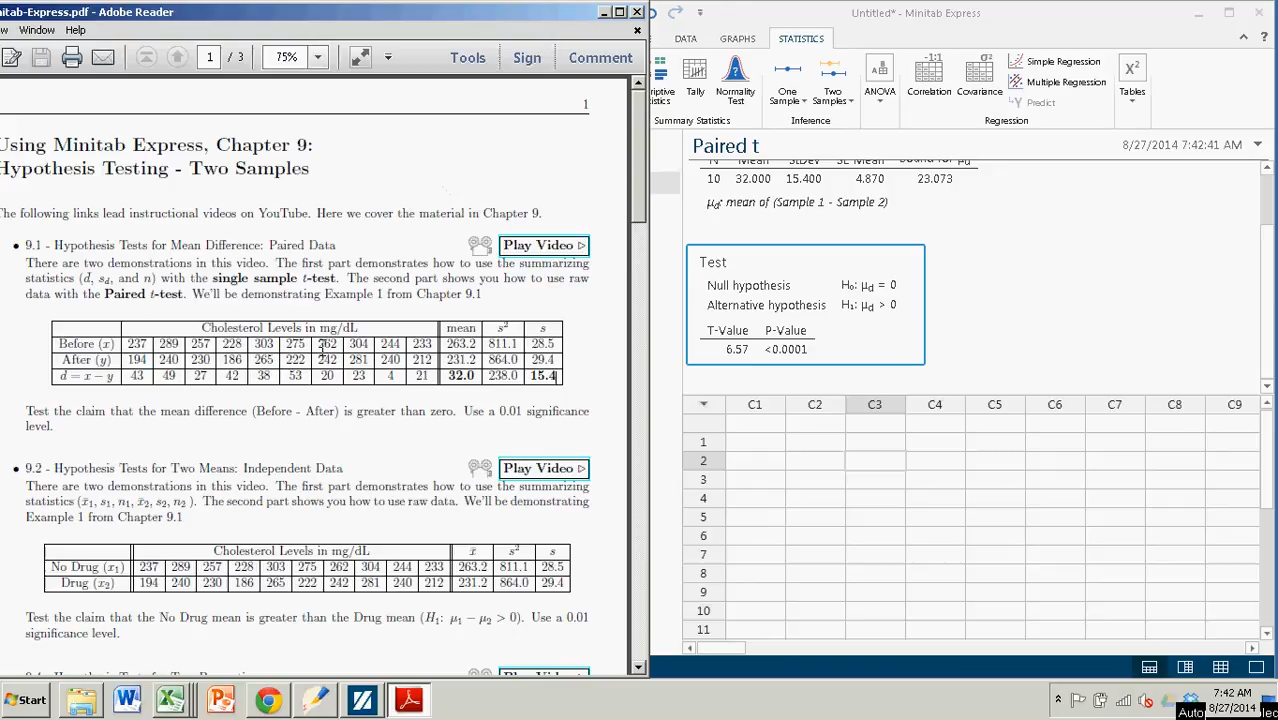 nitab-Express.pdf - Adobe Reader
w Window Help
1 / 3 75% Tools Sign Comment
1
Using Minitab Express, Chapter 9:
Hypothesis Testing - Two Samples
The following links lead instructional videos on YouTube. Here we cover the material in Chapter 9.
• 9.1 - Hypothesis Tests for Mean Difference: Paired Data Play Video ▷
There are two demonstrations in this video. The first part demonstrates how to use the summarizing
statistics (d̄, s_d, and n) with the single sample t-test. The second part shows you how to use raw
data with the Paired t-test. We'll be demonstrating Example 1 from Chapter 9.1
Cholesterol Levels in mg/dL mean s² s
Before (x) 237 289 257 228 303 275 262 304 244 233 263.2 811.1 28.5
After (y) 194 240 230 186 265 222 242 281 240 212 231.2 864.0 29.4
d = x − y 43 49 27 42 38 53 20 23 4 21 32.0 238.0 15.4
Test the claim that the mean difference (Before - After) is greater than zero. Use a 0.01 significance
level.
• 9.2 - Hypothesis Tests for Two Means: Independent Data Play Video ▷
There are two demonstrations in this video. The first part demonstrates how to use the summarizing
statistics (x̄₁, s₁, n₁, x̄₂, s₂, n₂ ). The second part shows you how to use raw data. We'll be demonstrating
Example 1 from Chapter 9.1
Cholesterol Levels in mg/dL x̄ s² s
No Drug (x₁) 237 289 257 228 303 275 262 304 244 233 263.2 811.1 28.5
Drug (x₂) 194 240 230 186 265 222 242 281 240 212 231.2 864.0 29.4
Test the claim that the No Drug mean is greater than the Drug mean (H₁: μ₁ − μ₂ > 0). Use a 0.01
significance level.
Untitled* - Minitab Express
DATA GRAPHS STATISTICS
riptive
tistics
Tally
Normality
Test
One
Sample
Two
Samples
ANOVA
Correlation
Covariance
Simple Regression
Multiple Regression
Predict
Tables
Summary Statistics Inference Regression
Paired t 8/27/2014 7:42:41 AM
N Mean StDev SE Mean
10 32.000 15.400 4.870 23.073
μd: mean of (Sample 1 - Sample 2)
Test
Null hypothesis H₀: μd = 0
Alternative hypothesis H₁: μd > 0
T-Value P-Value
6.57 <0.0001
C1 C2 C3 C4 C5 C6 C7 C8 C9
1
2
3
4
5
6
7
8
9
10
11
Start
7:42 AM
8/27/2014